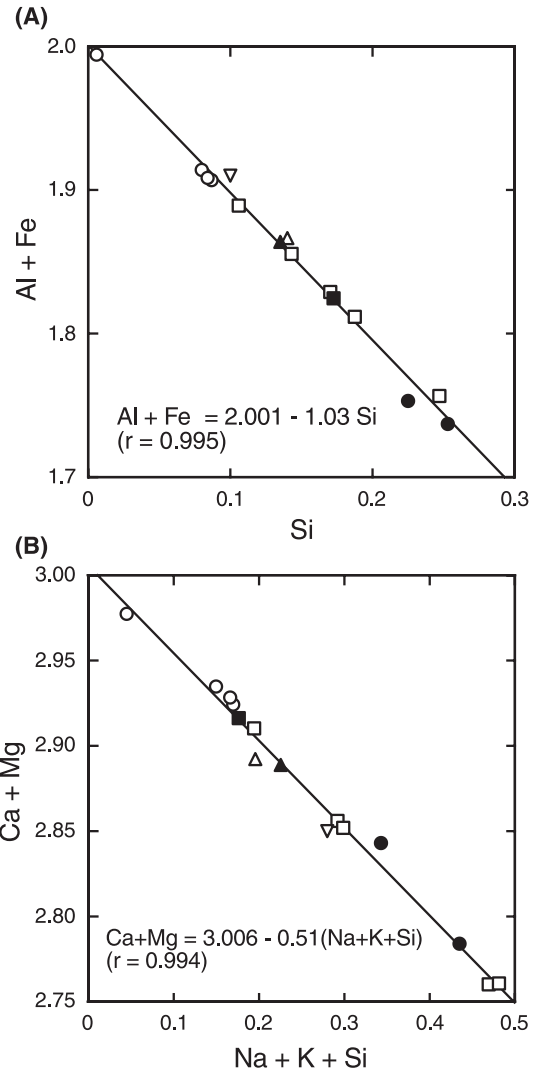 (A)
2.0
1.9
1.8
1.7
Al + Fe
Al + Fe = 2.001 - 1.03 Si
(r = 0.995)
0
0.1
0.2
0.3
Si
(B)
3.00
2.95
2.90
2.85
2.80
2.75
Ca + Mg
Ca+Mg = 3.006 - 0.51(Na+K+Si)
(r = 0.994)
0
0.1
0.2
0.3
0.4
0.5
Na + K + Si